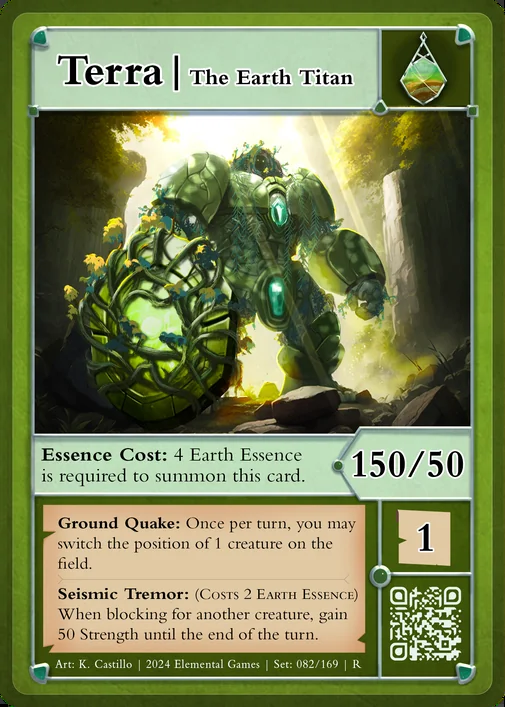 Terra | The Earth Titan
Essence Cost: 4 Earth Essence
is required to summon this card.
150/50
Ground Quake: Once per turn, you may
switch the position of 1 creature on the
field.
1
Seismic Tremor: (Costs 2 Earth Essence)
When blocking for another creature, gain
50 Strength until the end of the turn.
Art: K. Castillo | 2024 Elemental Games | Set: 082/169 | R